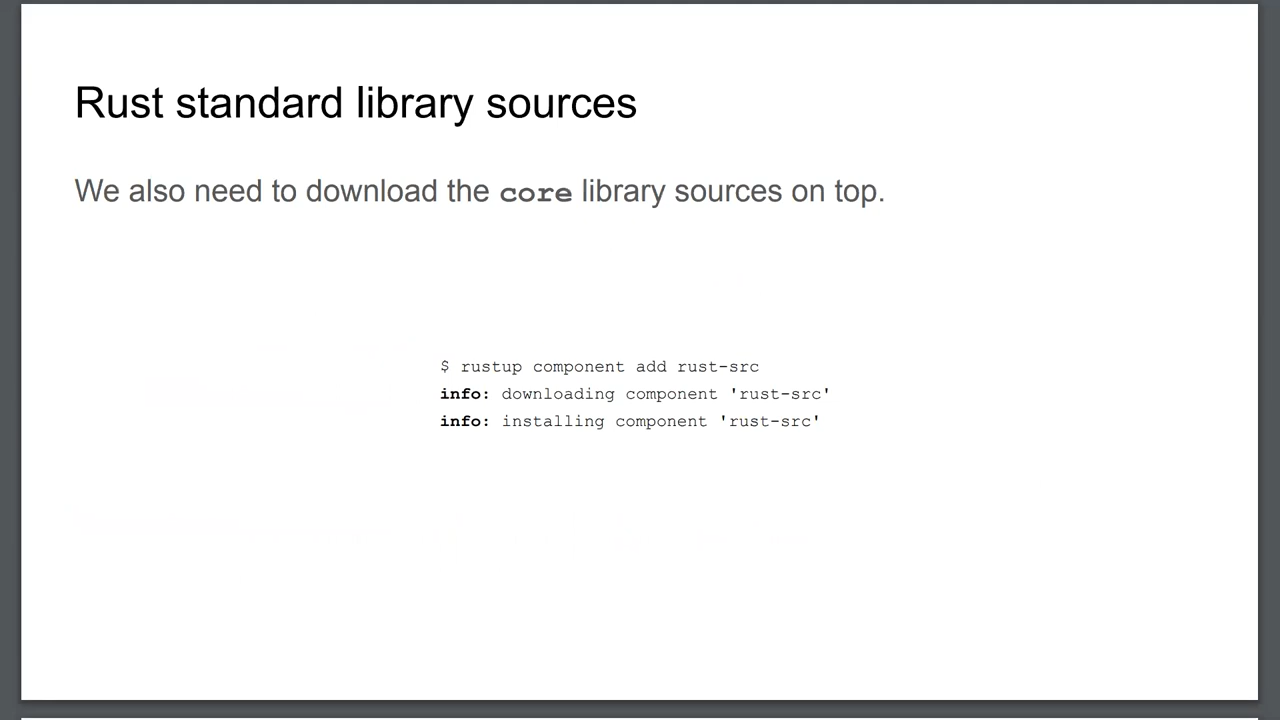 Rust standard library sources
We also need to download the core library sources on top.
$ rustup component add rust-src
info: downloading component 'rust-src'
info: installing component 'rust-src'